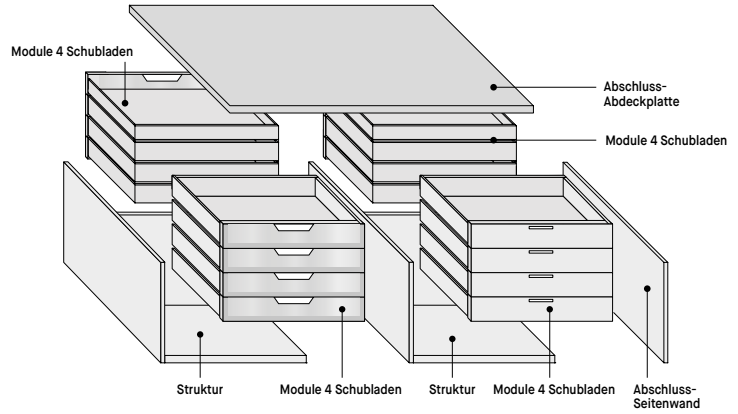 Module 4 Schubladen
Abschluss-
Abdeckplatte
Module 4 Schubladen
Struktur
Module 4 Schubladen
Struktur
Module 4 Schubladen
Abschluss-
Seitenwand